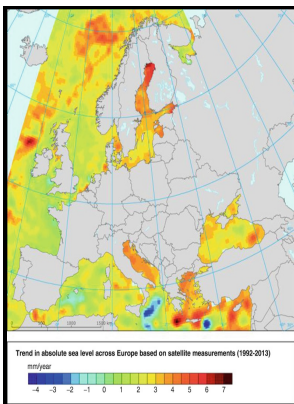 Trend in absolute sea level across Europe based on satellite measurements (1992-2013)
mm/year
-4 -3 -2 -1 0 1 2 3 4 5 6 7